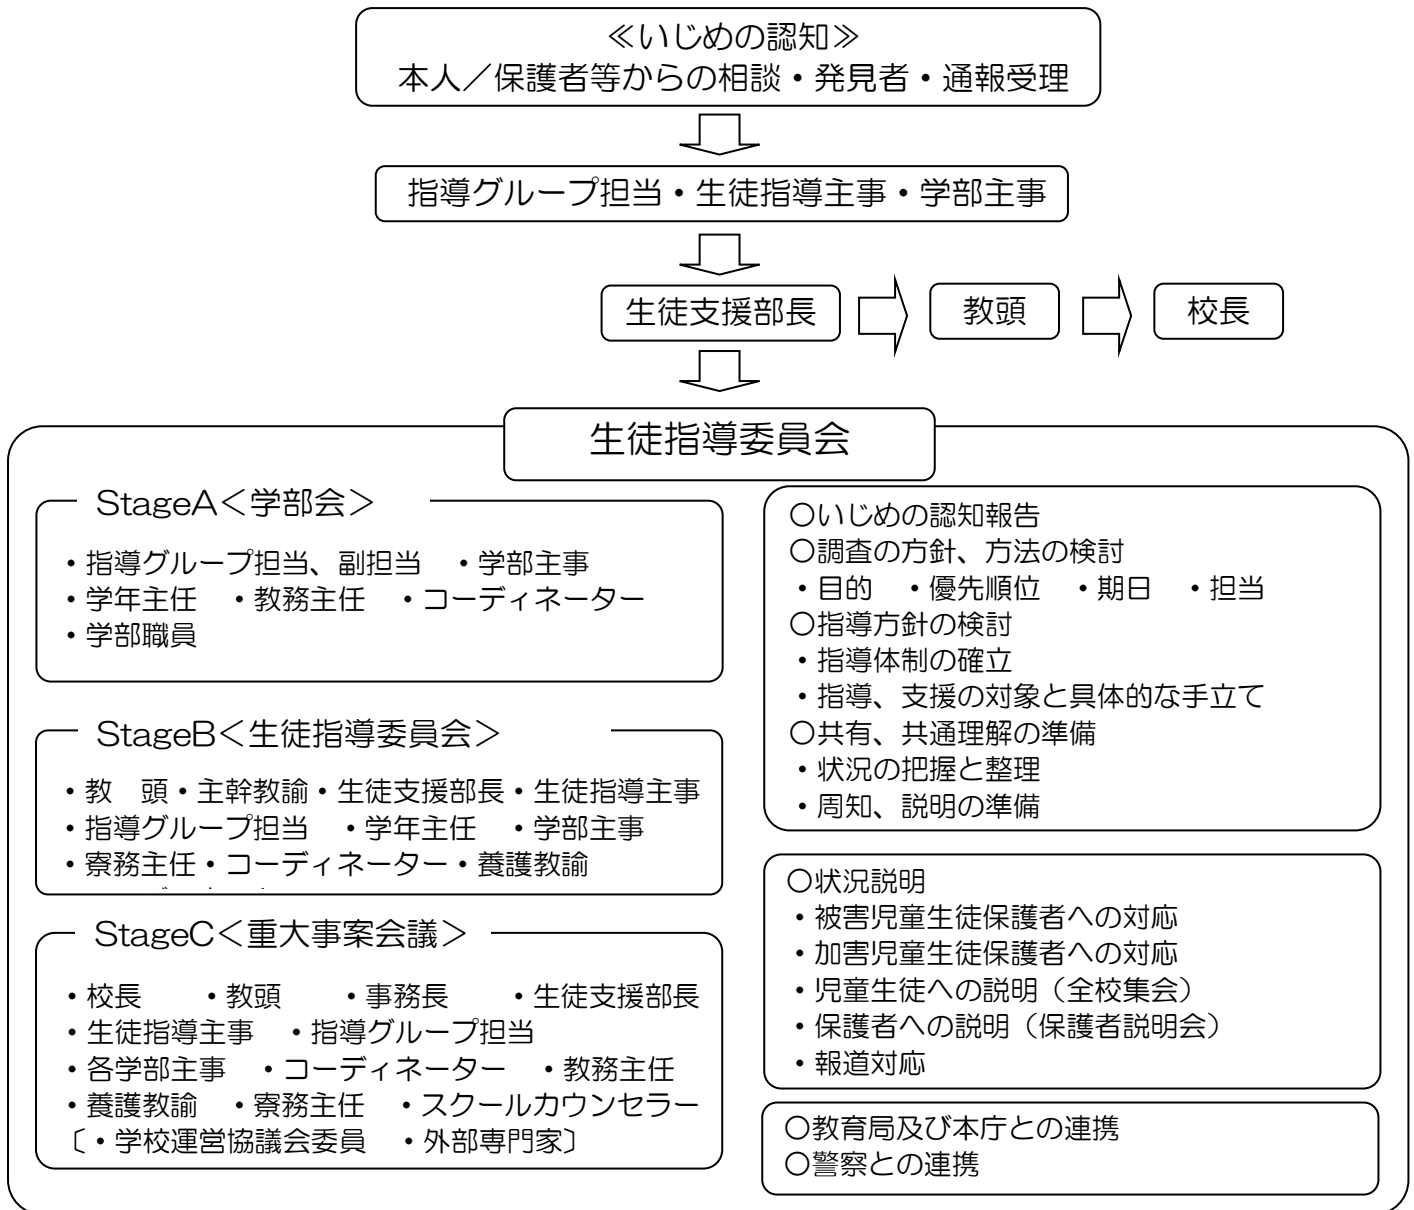 ≪いじめの認知≫
本人／保護者等からの相談・発見者・通報受理
指導グループ担当・生徒指導主事・学部主事
生徒支援部長
教頭
校長
生徒指導委員会
StageA＜学部会＞
・指導グループ担当、副担当　・学部主事
・学年主任　・教務主任　・コーディネーター
・学部職員
StageB＜生徒指導委員会＞
・教　頭・主幹教諭・生徒支援部長・生徒指導主事
・指導グループ担当　・学年主任　・学部主事
・寮務主任・コーディネーター・養護教諭
StageC＜重大事案会議＞
・校長　　・教頭　　・事務長　　・生徒支援部長
・生徒指導主事　・指導グループ担当
・各学部主事　・コーディネーター　・教務主任
・養護教諭　・寮務主任　・スクールカウンセラー
〔・学校運営協議会委員　・外部専門家〕
○いじめの認知報告
○調査の方針、方法の検討
・目的　・優先順位　・期日　・担当
○指導方針の検討
・指導体制の確立
・指導、支援の対象と具体的な手立て
○共有、共通理解の準備
・状況の把握と整理
・周知、説明の準備
○状況説明
・被害児童生徒保護者への対応
・加害児童生徒保護者への対応
・児童生徒への説明（全校集会）
・保護者への説明（保護者説明会）
・報道対応
○教育局及び本庁との連携
○警察との連携